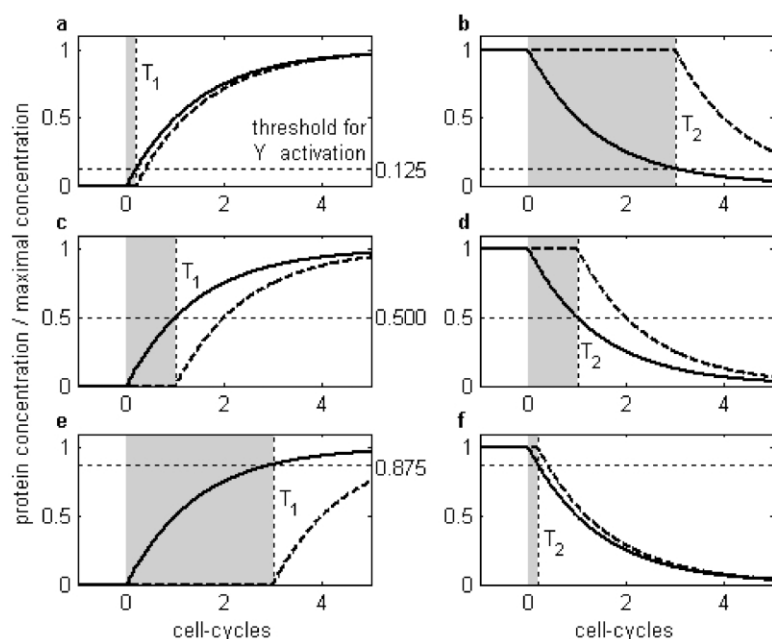 a
b
1
0.5
0
T1
threshold for
Y activation
0.125
0 2 4
1
0.5
0
T2
0 2 4
c
d
1
0.5
0
T1
0.500
0 2 4
1
0.5
0
T2
0 2 4
e
f
1
0.5
0
T1
0.875
0 2 4
1
0.5
0
T2
0 2 4
cell-cycles
cell-cycles
protein concentration / maximal concentration